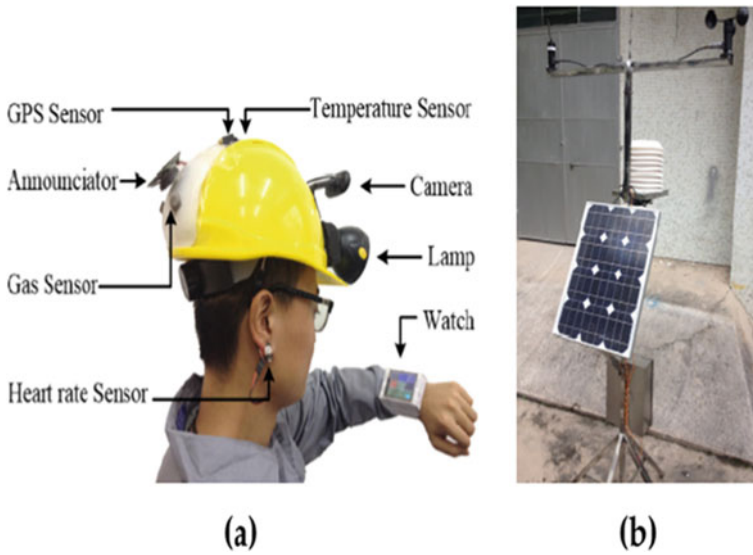 GPS Sensor
Temperature Sensor
Announciator
Camera
Lamp
Gas Sensor
Watch
Heart rate Sensor
(a)
(b)